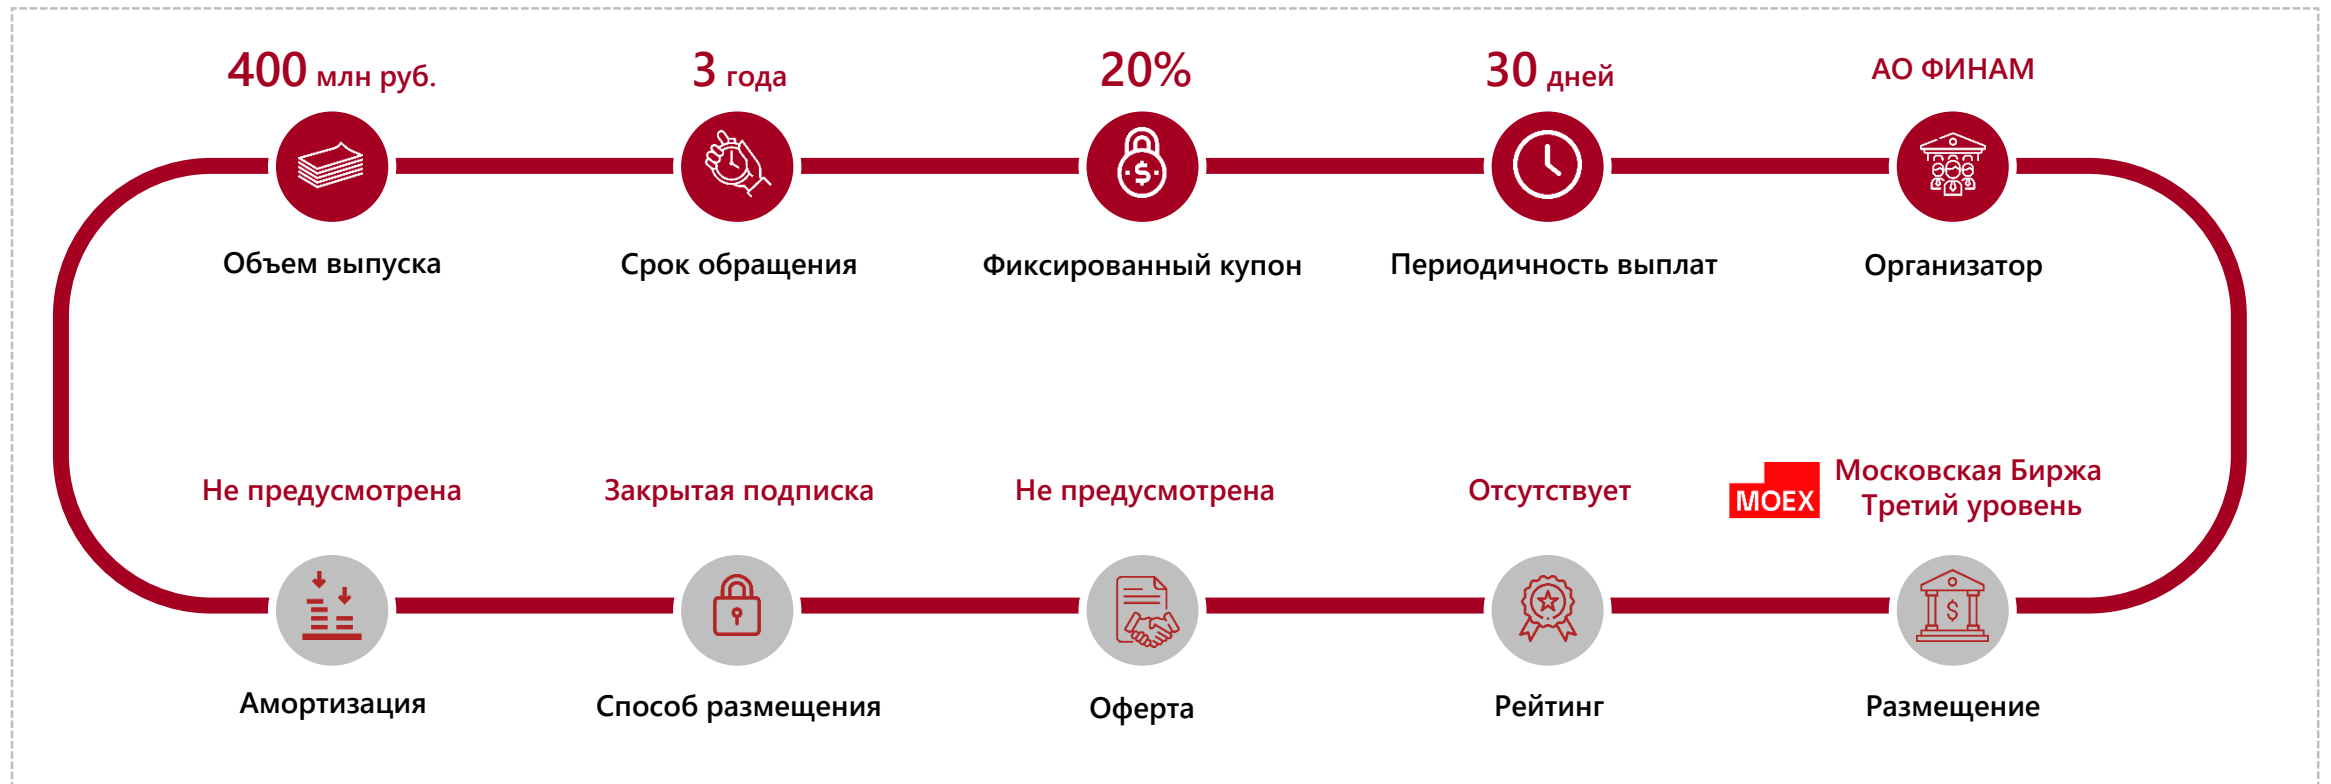 400 млн руб.
3 года
20%
30 дней
АО ФИНАМ
Объем выпуска
Срок обращения
Фиксированный купон
Периодичность выплат
Организатор
Не предусмотрена
Закрытая подписка
Не предусмотрена
Отсутствует
MOEX
Московская Биржа
Третий уровень
Амортизация
Способ размещения
Оферта
Рейтинг
Размещение